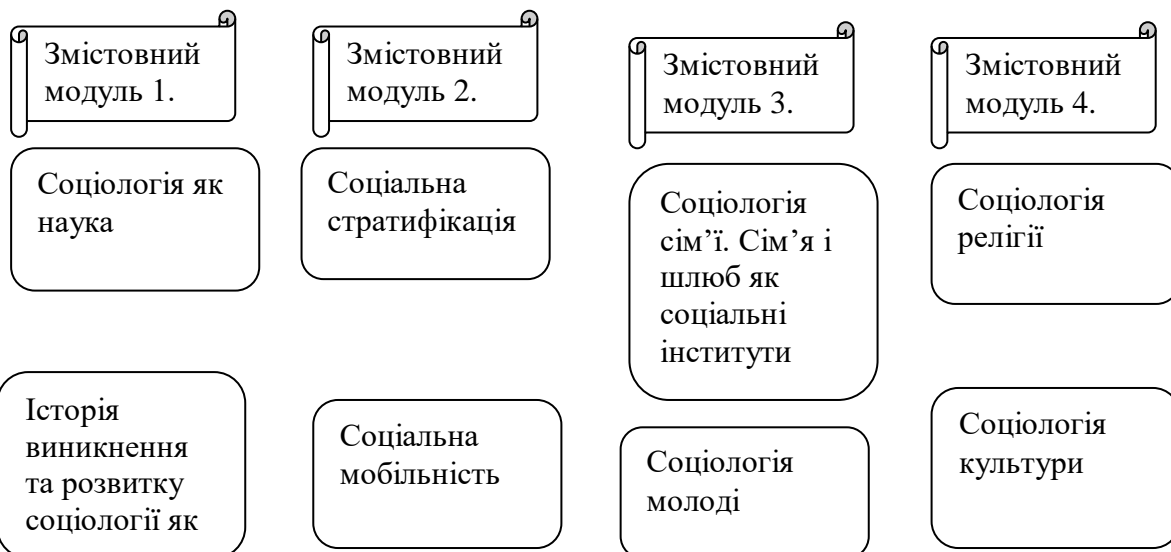 Змістовний
модуль 1.
Змістовний
модуль 2.
Змістовний
модуль 3.
Змістовний
модуль 4.
Соціологія як
наука
Соціальна
стратифікація
Соціологія
сім’ї. Сім’я і
шлюб як
соціальні
інститути
Соціологія
релігії
Історія
виникнення
та розвитку
соціології як
Соціальна
мобільність
Соціологія
молоді
Соціологія
культури